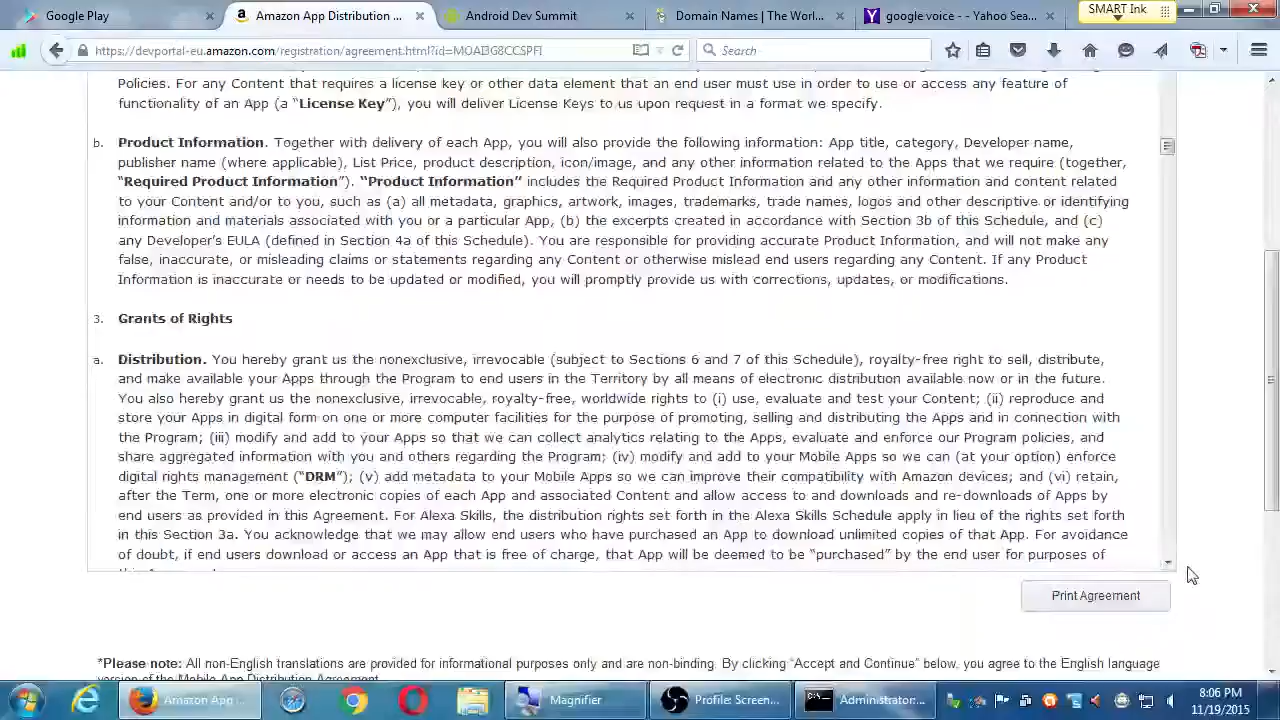 Google Play
Amazon App Distribution ...
Android Dev Summit
Domain Names | The Worl...
google voice - - Yahoo Sea...
SMART Ink
https://devportal-eu.amazon.com/registration/agreement.html?id=MOAI3G8CCSPFI
Search
Policies. For any Content that requires a license key or other data element that an end user must use in order to use or access any feature of
functionality of an App (a “License Key”), you will deliver License Keys to us upon request in a format we specify.
b. Product Information. Together with delivery of each App, you will also provide the following information: App title, category, Developer name,
publisher name (where applicable), List Price, product description, icon/image, and any other information related to the Apps that we require (together,
“Required Product Information”). “Product Information” includes the Required Product Information and any other information and content related
to your Content and/or to you, such as (a) all metadata, graphics, artwork, images, trademarks, trade names, logos and other descriptive or identifying
information and materials associated with you or a particular App, (b) the excerpts created in accordance with Section 3b of this Schedule, and (c)
any Developer’s EULA (defined in Section 4a of this Schedule). You are responsible for providing accurate Product Information, and will not make any
false, inaccurate, or misleading claims or statements regarding any Content or otherwise mislead end users regarding any Content. If any Product
Information is inaccurate or needs to be updated or modified, you will promptly provide us with corrections, updates, or modifications.
3. Grants of Rights
a. Distribution. You hereby grant us the nonexclusive, irrevocable (subject to Sections 6 and 7 of this Schedule), royalty-free right to sell, distribute,
and make available your Apps through the Program to end users in the Territory by all means of electronic distribution available now or in the future.
You also hereby grant us the nonexclusive, irrevocable, royalty-free, worldwide rights to (i) use, evaluate and test your Content; (ii) reproduce and
store your Apps in digital form on one or more computer facilities for the purpose of promoting, selling and distributing the Apps and in connection with
the Program; (iii) modify and add to your Apps so that we can collect analytics relating to the Apps, evaluate and enforce our Program policies, and
share aggregated information with you and others regarding the Program; (iv) modify and add to your Mobile Apps so we can (at your option) enforce
digital rights management (“DRM”); (v) add metadata to your Mobile Apps so we can improve their compatibility with Amazon devices; and (vi) retain,
after the Term, one or more electronic copies of each App and associated Content and allow access to and downloads and re-downloads of Apps by
end users as provided in this Agreement. For Alexa Skills, the distribution rights set forth in the Alexa Skills Schedule apply in lieu of the rights set forth
in this Section 3a. You acknowledge that we may allow end users who have purchased an App to download unlimited copies of that App. For avoidance
of doubt, if end users download or access an App that is free of charge, that App will be deemed to be “purchased” by the end user for purposes of
Print Agreement
*Please note: All non-English translations are provided for informational purposes only and are non-binding. By clicking “Accept and Continue” below, you agree to the English language
version of the Mobile App Distribution Agreement.
Amazon App ...
Magnifier
Profile: Screen...
Administrator:...
8:06 PM
11/19/2015